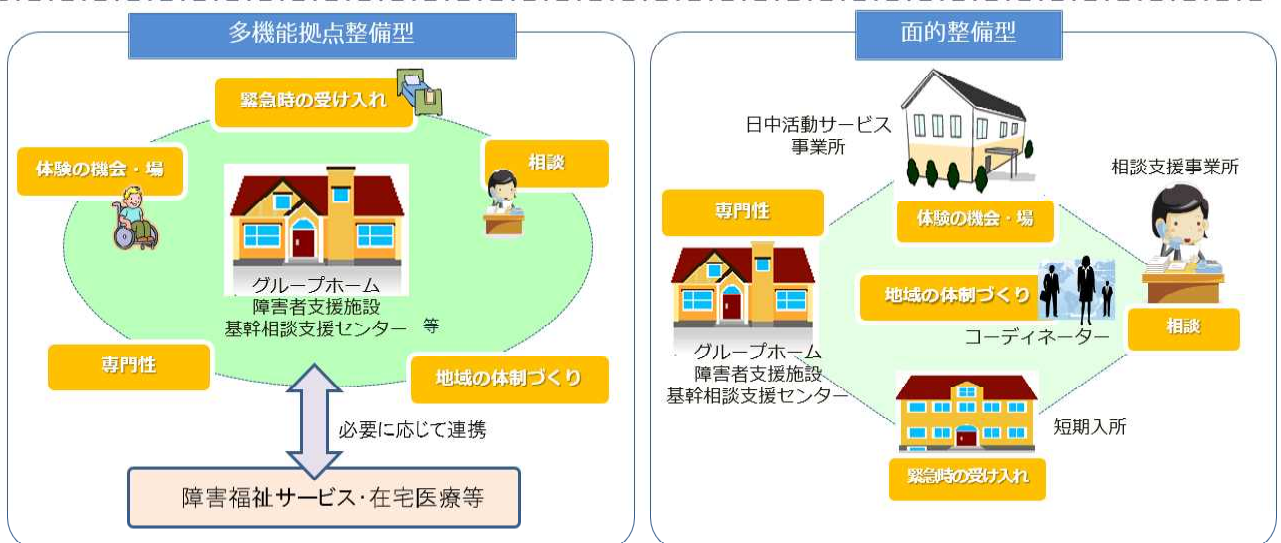 多機能拠点整備型
緊急時の受け入れ
体験の機会・場
相談
グループホーム
障害者支援施設
基幹相談支援センター 等
専門性
地域の体制づくり
必要に応じて連携
障害福祉サービス・在宅医療等
面的整備型
日中活動サービス
事業所
相談支援事業所
専門性
体験の機会・場
地域の体制づくり
コーディネーター
相談
グループホーム
障害者支援施設
基幹相談支援センター
短期入所
緊急時の受け入れ